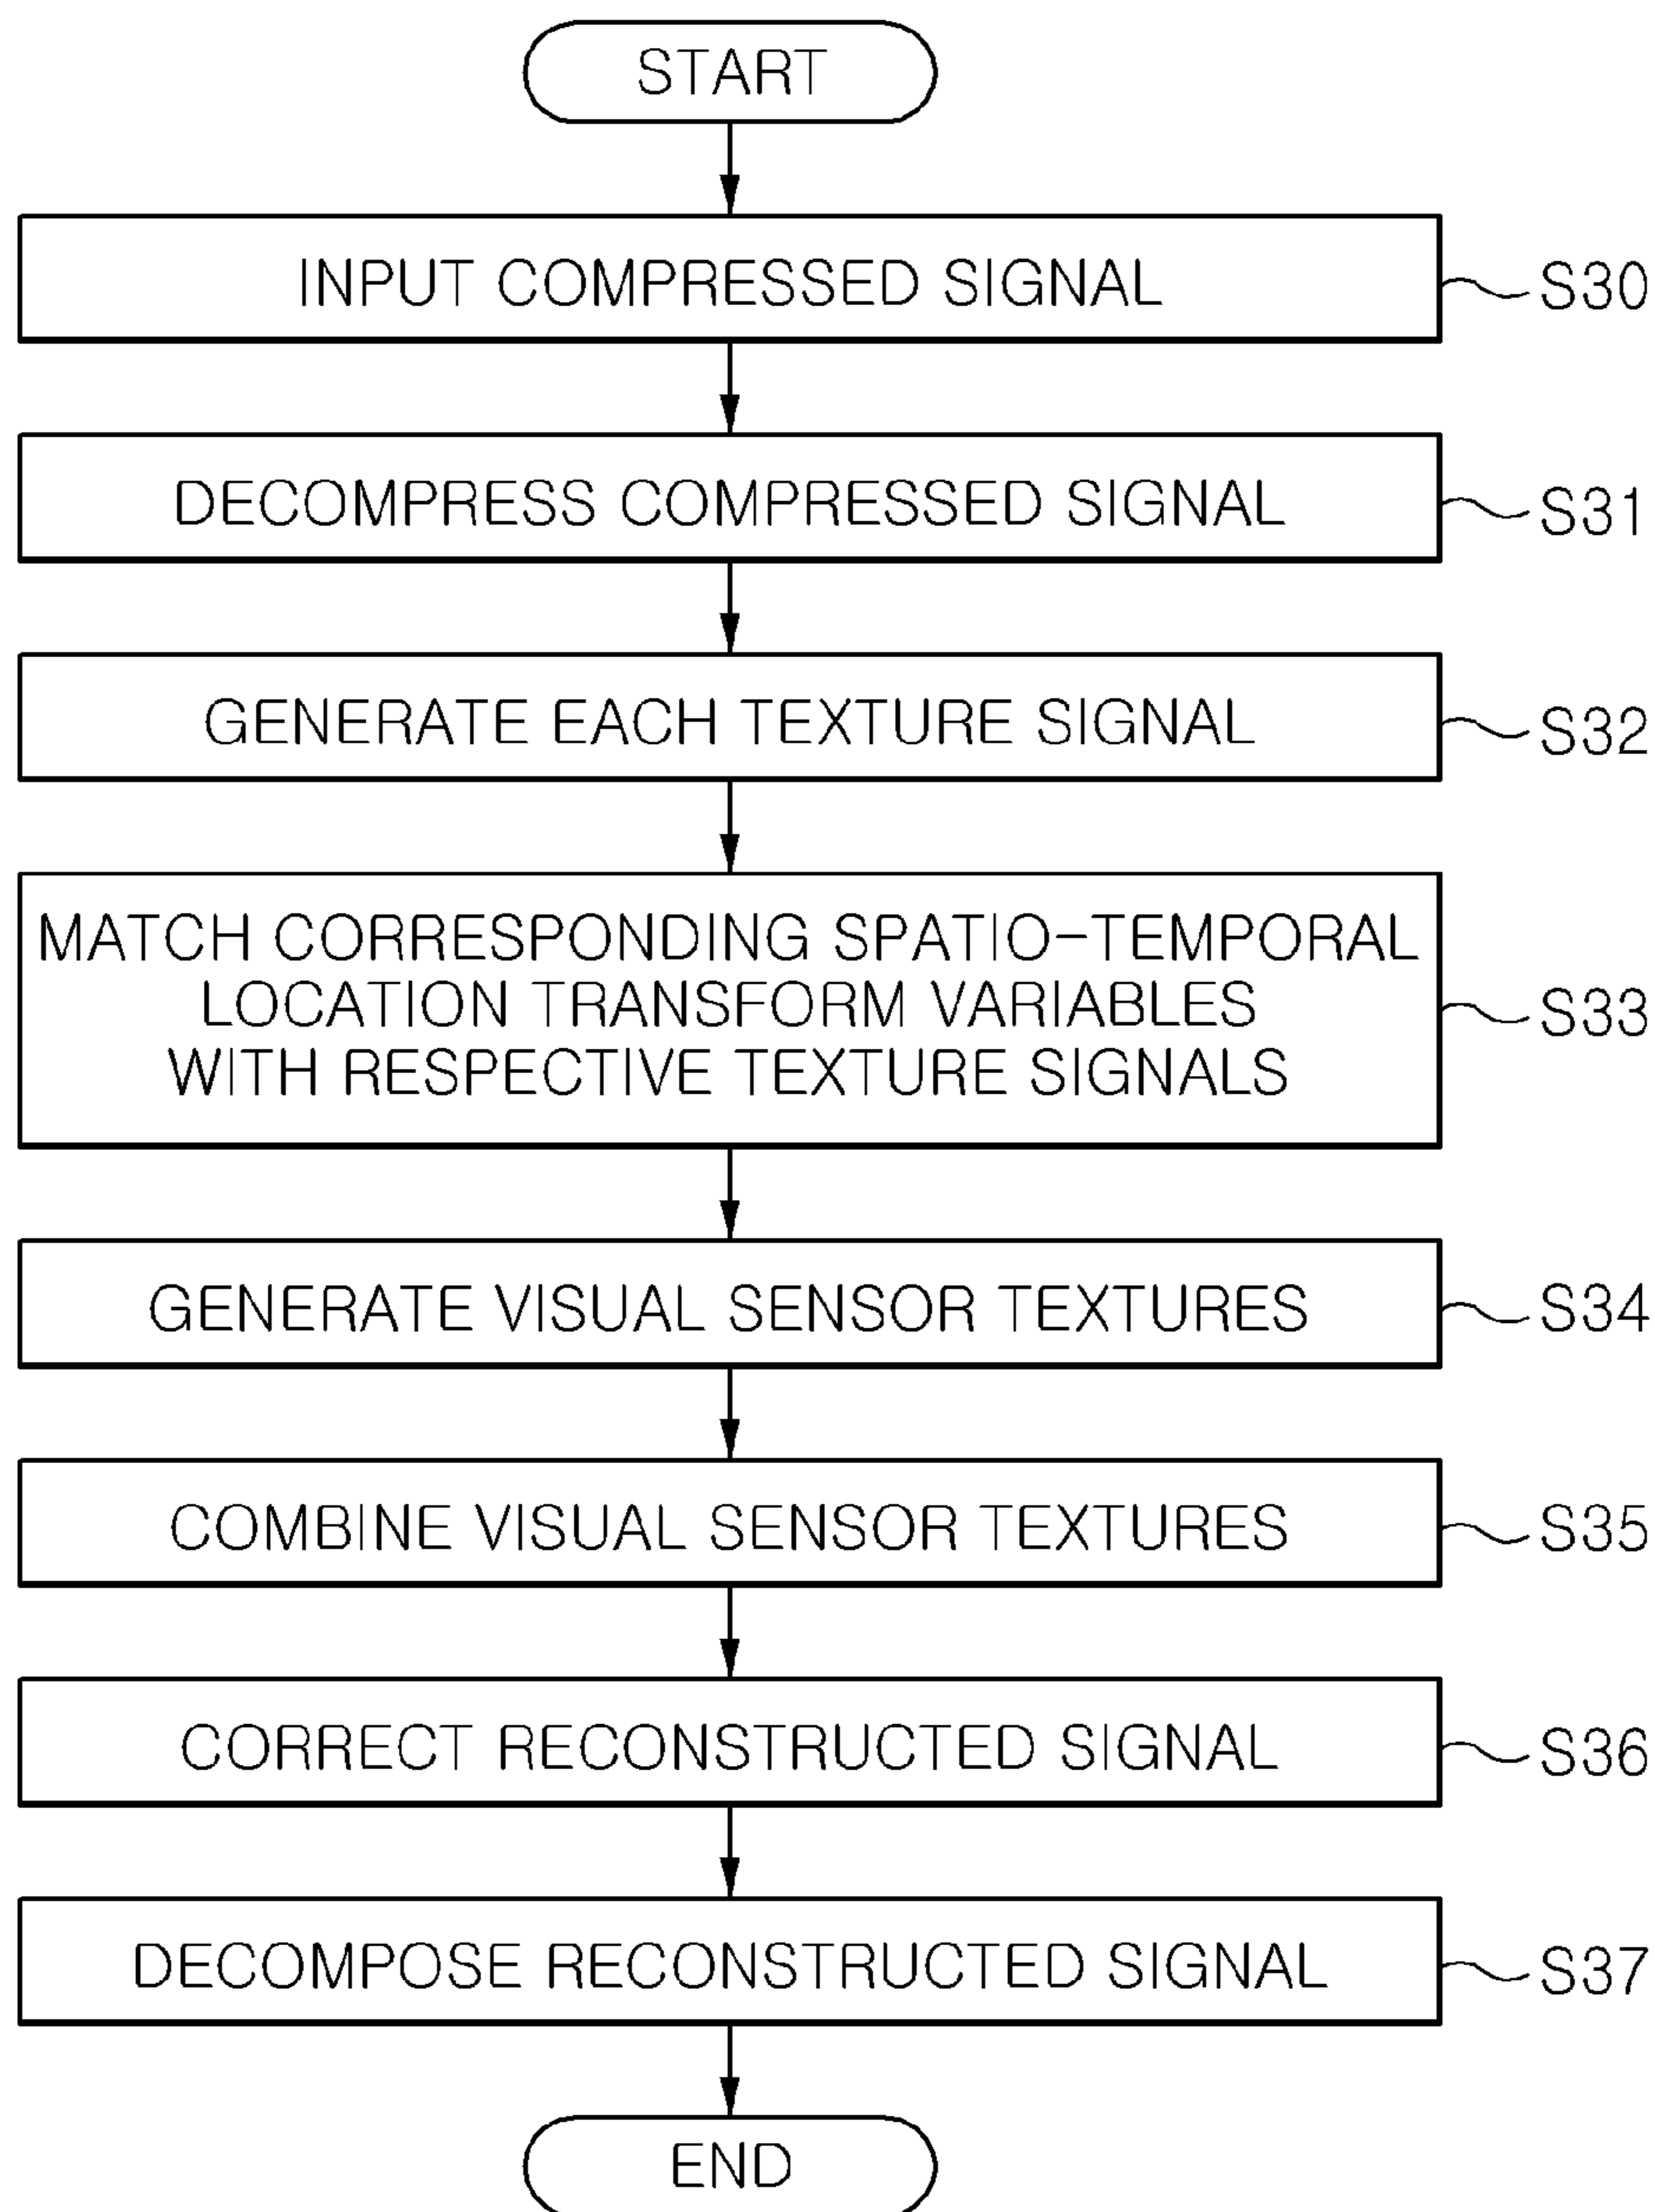 START
INPUT COMPRESSED SIGNAL
S30
DECOMPRESS COMPRESSED SIGNAL
S31
GENERATE EACH TEXTURE SIGNAL
S32
MATCH CORRESPONDING SPATIO-TEMPORAL
LOCATION TRANSFORM VARIABLES
WITH RESPECTIVE TEXTURE SIGNALS
S33
GENERATE VISUAL SENSOR TEXTURES
S34
COMBINE VISUAL SENSOR TEXTURES
S35
CORRECT RECONSTRUCTED SIGNAL
S36
DECOMPOSE RECONSTRUCTED SIGNAL
S37
END